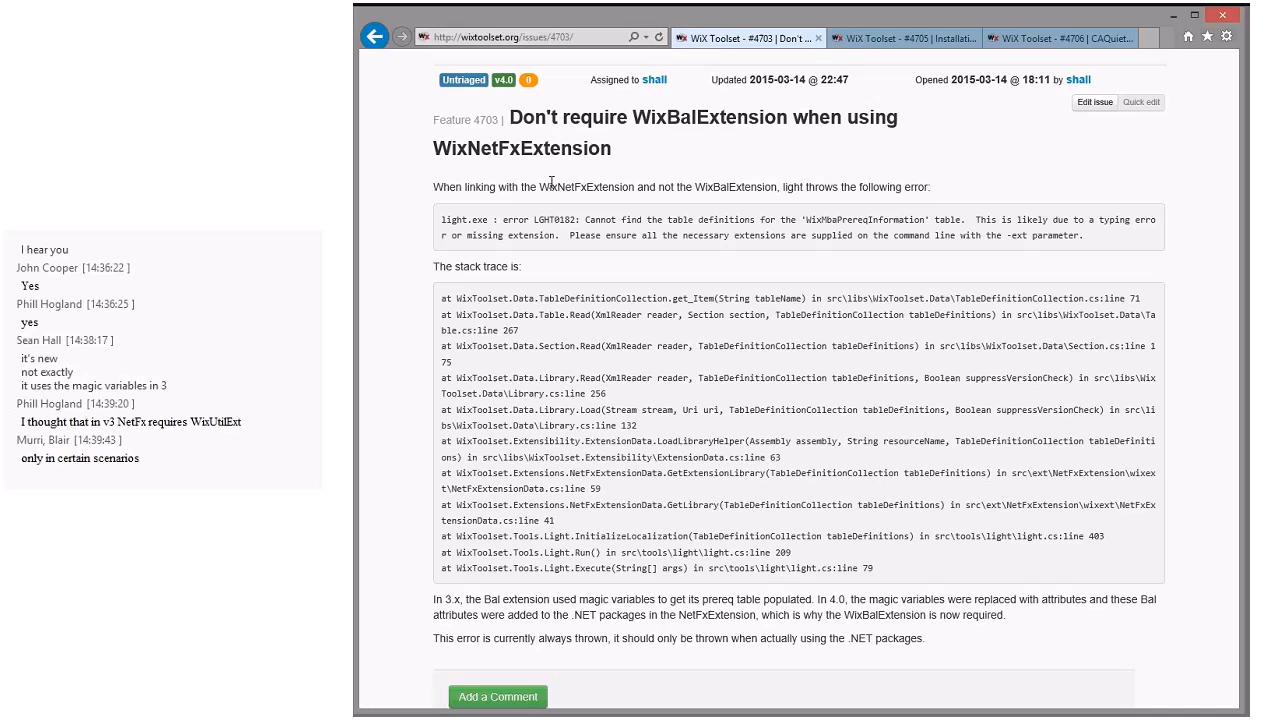 I hear you
John Cooper [14:36:22 ]
Yes
Phill Hogland [14:36:25 ]
yes
Sean Hall [14:38:17 ]
it's new
not exactly
it uses the magic variables in 3
Phill Hogland [14:39:20 ]
I thought that in v3 NetFx requires WixUtilExt
Murri, Blair [14:39:43 ]
only in certain scenarios
http://wixtoolset.org/issues/4703/
WiX Toolset - #4703 | Don't ...
WiX Toolset - #4705 | Installati...
WiX Toolset - #4706 | CAQuiet...
Untriaged v4.0 0
Assigned to shall
Updated 2015-03-14 @ 22:47
Opened 2015-03-14 @ 18:11 by shall
Edit issue Quick edit
Feature 4703 | Don't require WixBalExtension when using
WixNetFxExtension
When linking with the WixNetFxExtension and not the WixBalExtension, light throws the following error:
light.exe : error LGHT0182: Cannot find the table definitions for the 'WixMbaPrereqInformation' table.  This is likely due to a typing erro
r or missing extension.  Please ensure all the necessary extensions are supplied on the command line with the -ext parameter.
The stack trace is:
at WixToolset.Data.TableDefinitionCollection.get_Item(String tableName) in src\libs\WixToolset.Data\TableDefinitionCollection.cs:line 71
at WixToolset.Data.Table.Read(XmlReader reader, Section section, TableDefinitionCollection tableDefinitions) in src\libs\WixToolset.Data\Ta
ble.cs:line 267
at WixToolset.Data.Section.Read(XmlReader reader, TableDefinitionCollection tableDefinitions) in src\libs\WixToolset.Data\Section.cs:line 1
75
at WixToolset.Data.Library.Read(XmlReader reader, TableDefinitionCollection tableDefinitions, Boolean suppressVersionCheck) in src\libs\Wix
Toolset.Data\Library.cs:line 256
at WixToolset.Data.Library.Load(Stream stream, Uri uri, TableDefinitionCollection tableDefinitions, Boolean suppressVersionCheck) in src\li
bs\WixToolset.Data\Library.cs:line 132
at WixToolset.Extensibility.ExtensionData.LoadLibraryHelper(Assembly assembly, String resourceName, TableDefinitionCollection tableDefiniti
ons) in src\libs\WixToolset.Extensibility\ExtensionData.cs:line 63
at WixToolset.Extensions.NetFxExtensionData.GetExtensionLibrary(TableDefinitionCollection tableDefinitions) in src\ext\NetFxExtension\wixex
t\NetFxExtensionData.cs:line 59
at WixToolset.Extensions.NetFxExtensionData.GetLibrary(TableDefinitionCollection tableDefinitions) in src\ext\NetFxExtension\wixext\NetFxEx
tensionData.cs:line 41
at WixToolset.Tools.Light.InitializeLocalization(TableDefinitionCollection tableDefinitions) in src\tools\light\light.cs:line 403
at WixToolset.Tools.Light.Run() in src\tools\light\light.cs:line 209
at WixToolset.Tools.Light.Execute(String[] args) in src\tools\light\light.cs:line 79
In 3.x, the Bal extension used magic variables to get its prereq table populated. In 4.0, the magic variables were replaced with attributes and these Bal
attributes were added to the .NET packages in the NetFxExtension, which is why the WixBalExtension is now required.
This error is currently always thrown, it should only be thrown when actually using the .NET packages.
Add a Comment